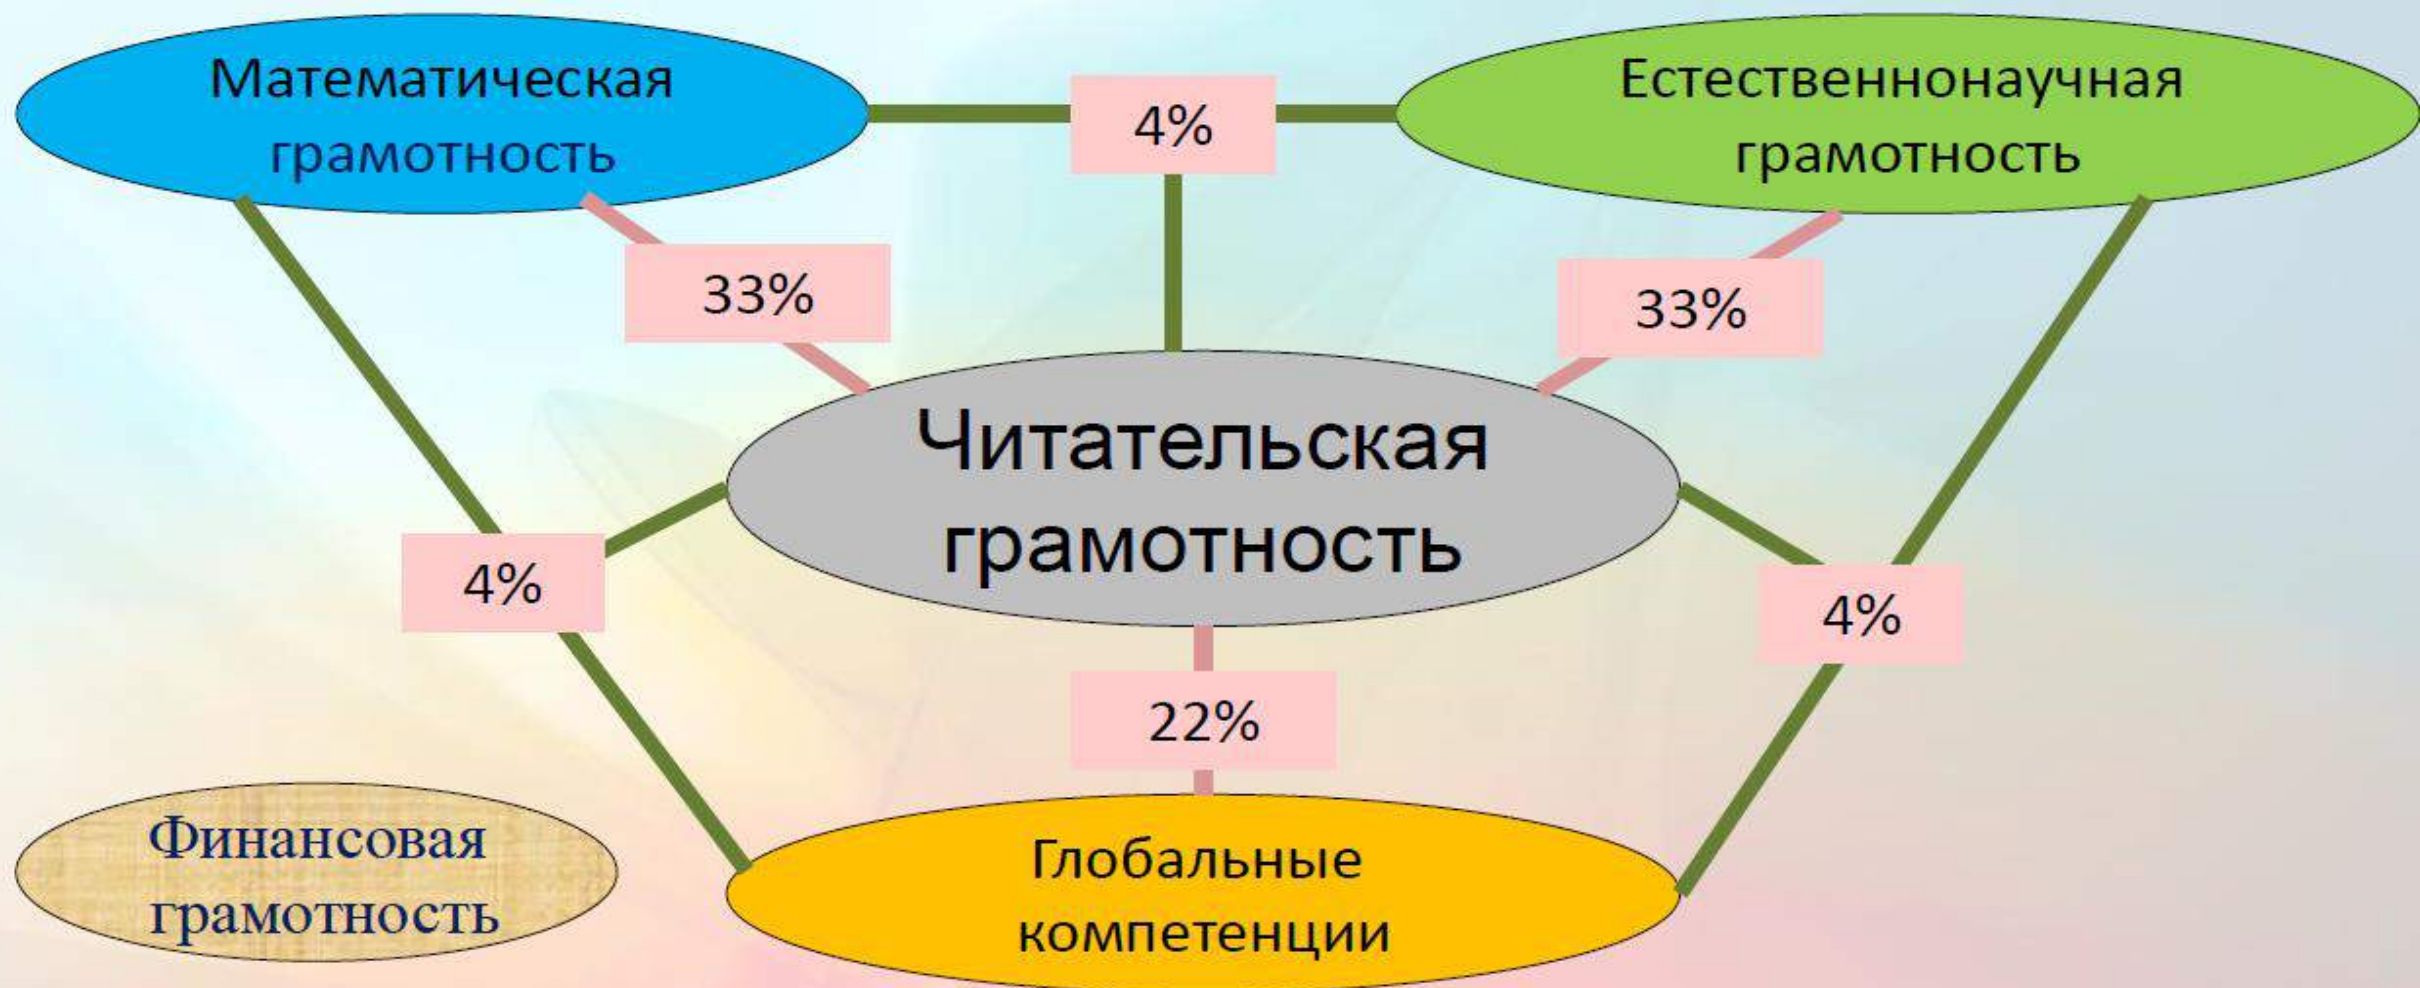 Математическая
грамотность
Естественнонаучная
грамотность
4%
33%
33%
Читательская
грамотность
4%
4%
22%
Финансовая
грамотность
Глобальные
компетенции